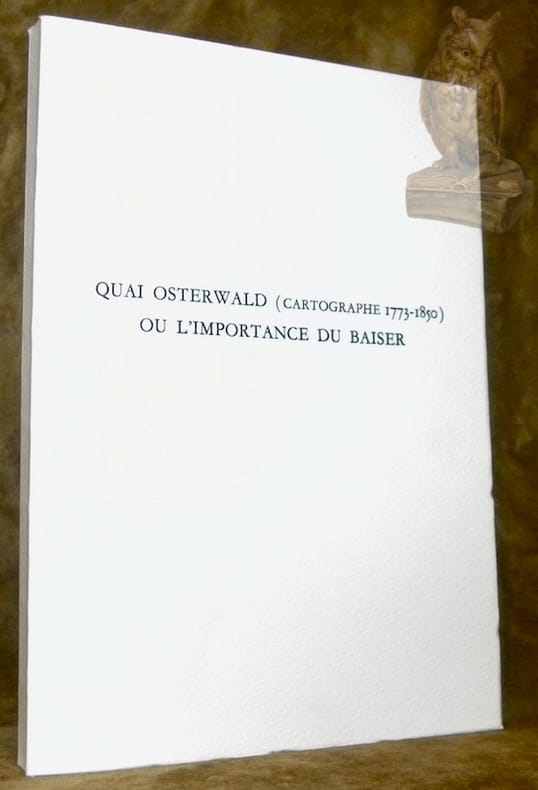 QUAI OSTERWALD (CARTOGRAPHE 1773-1850)
OU L'IMPORTANCE DU BAISER